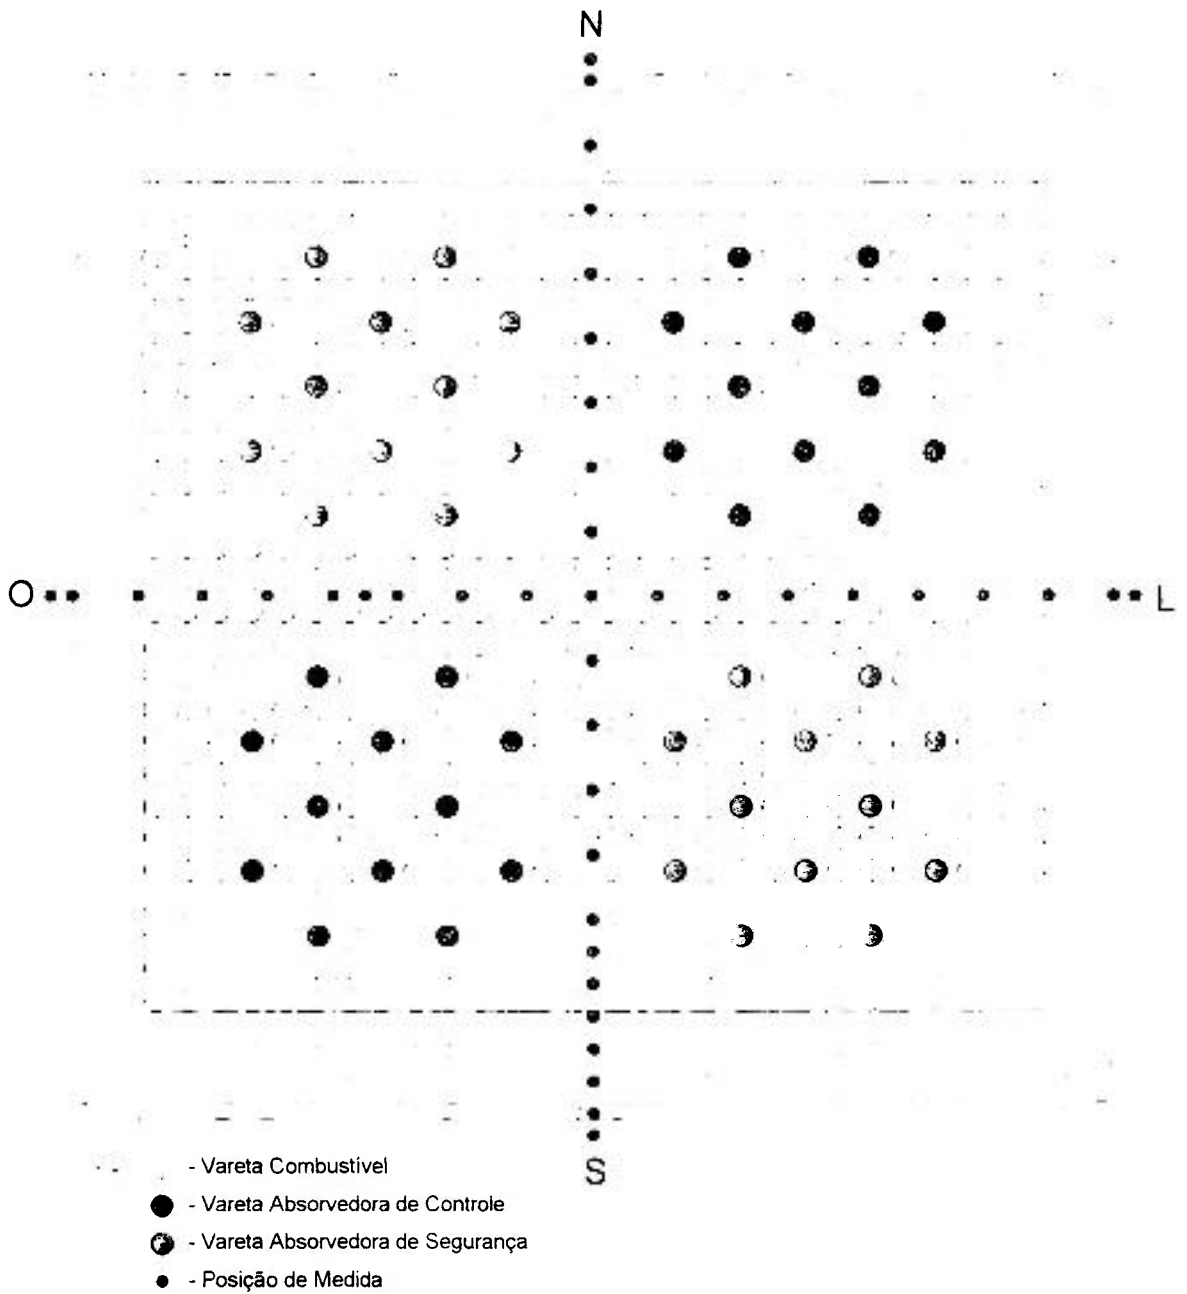 N
O
L
S
- Vareta Combustível
- Vareta Absorvedora de Controle
- Vareta Absorvedora de Segurança
- Posição de Medida